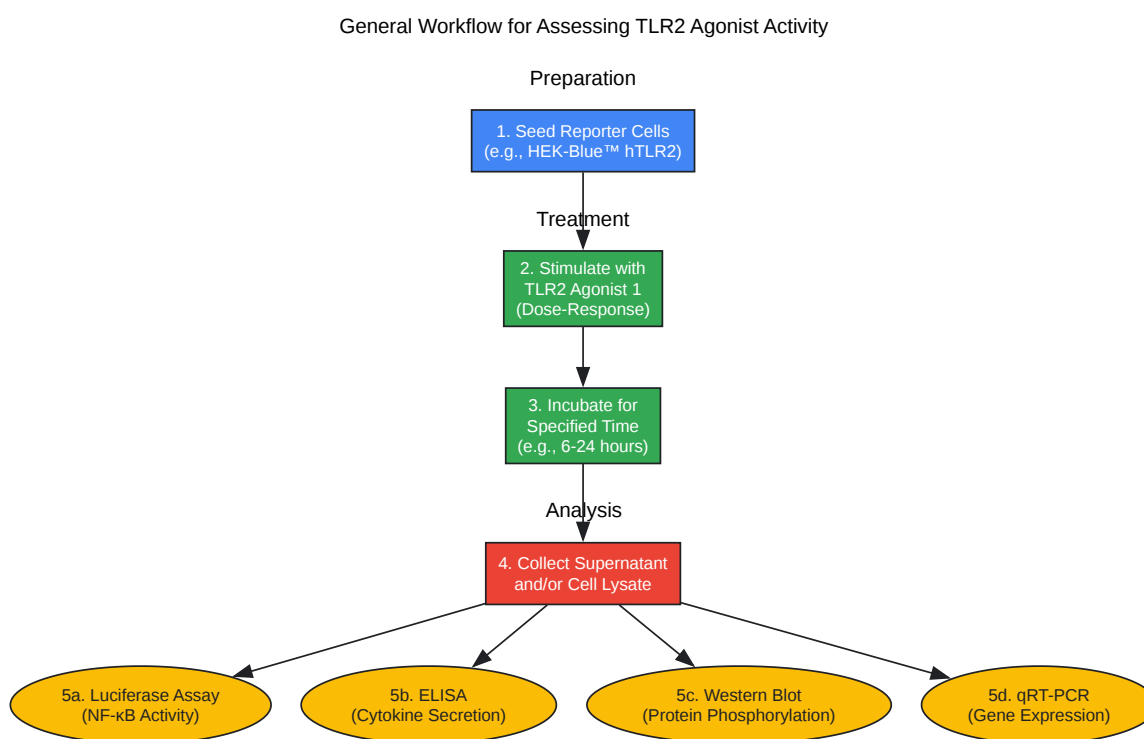 General Workflow for Assessing TLR2 Agonist Activity
Preparation
1. Seed Reporter Cells
(e.g., HEK-Blue™ hTLR2)
Treatment
2. Stimulate with
TLR2 Agonist 1
(Dose-Response)
3. Incubate for
Specified Time
(e.g., 6-24 hours)
Analysis
4. Collect Supernatant
and/or Cell Lysate
5a. Luciferase Assay
(NF-κB Activity)
5b. ELISA
(Cytokine Secretion)
5c. Western Blot
(Protein Phosphorylation)
5d. qRT-PCR
(Gene Expression)